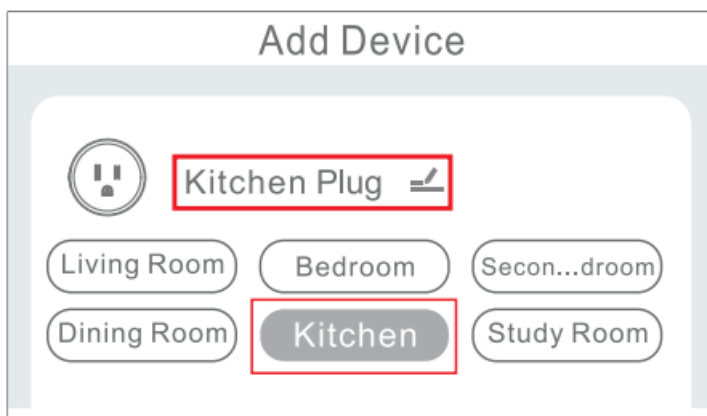 Add Device
Kitchen Plug
Living Room Bedroom Secon...droom
Dining Room Kitchen Study Room